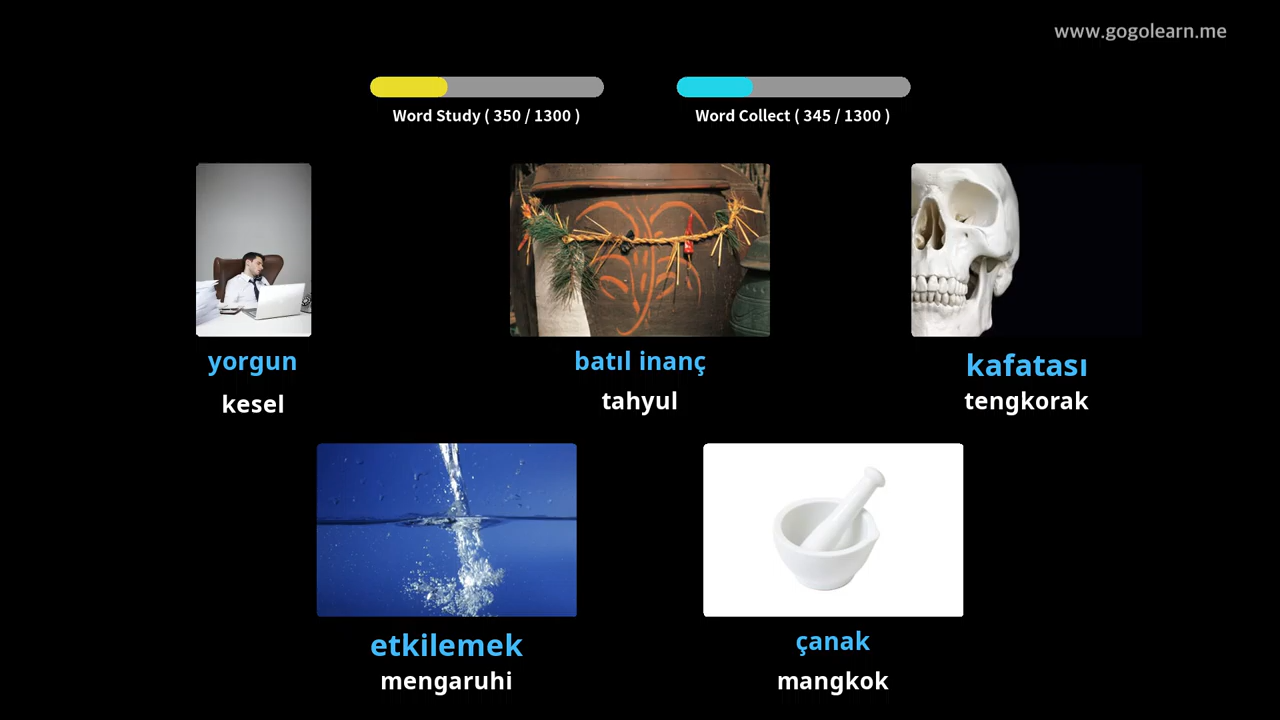 www.gogolearn.me
Word Study ( 350 / 1300 )
Word Collect ( 345 / 1300 )
yorgun
kesel
batıl inanç
tahyul
kafatası
tengkorak
etkilemek
mengaruhi
çanak
mangkok